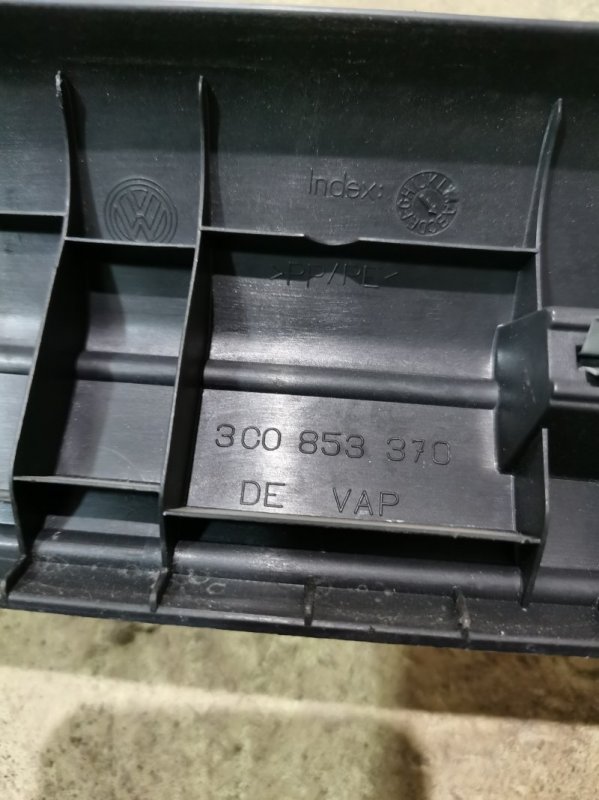 Index:
>PP/PE<
3C0 853 370
DE VAP